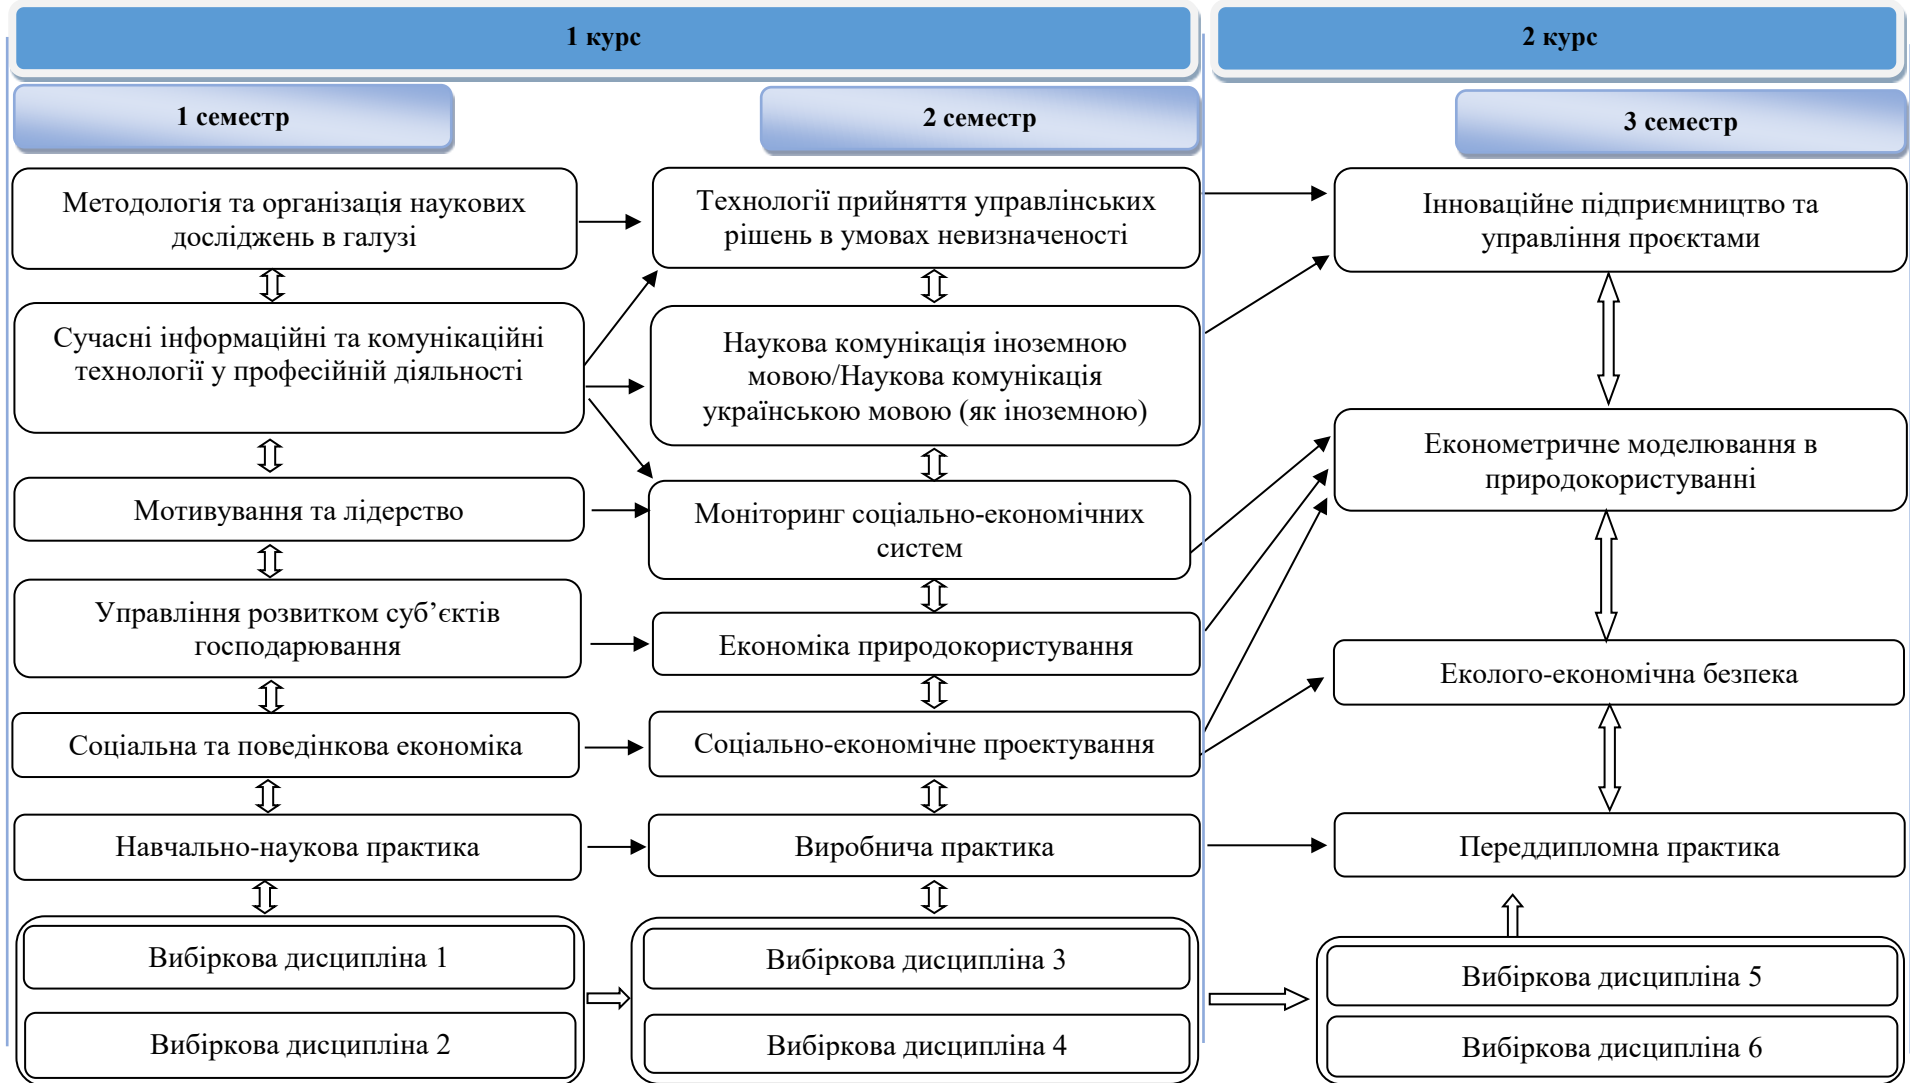 1 курс
2 курс
1 семестр
2 семестр
3 семестр
Методологія та організація наукових
досліджень в галузі
Сучасні інформаційні та комунікаційні
технології у професійній діяльності
Мотивування та лідерство
Управління розвитком суб’єктів
господарювання
Соціальна та поведінкова економіка
Навчально-наукова практика
Вибіркова дисципліна 1
Вибіркова дисципліна 2
Технології прийняття управлінських
рішень в умовах невизначеності
Наукова комунікація іноземною
мовою/Наукова комунікація
українською мовою (як іноземною)
Моніторинг соціально-економічних
систем
Економіка природокористування
Соціально-економічне проектування
Виробнича практика
Вибіркова дисципліна 3
Вибіркова дисципліна 4
Інноваційне підприємництво та
управління проєктами
Економетричне моделювання в
природокористуванні
Еколого-економічна безпека
Переддипломна практика
Вибіркова дисципліна 5
Вибіркова дисципліна 6